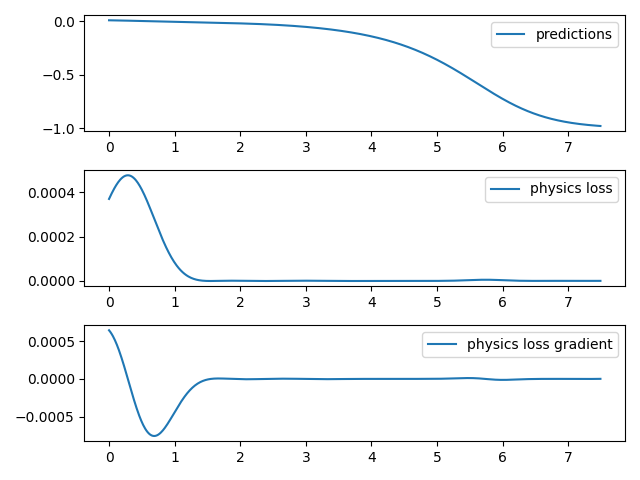 0.0
−0.5
−1.0
predictions
0 1 2 3 4 5 6 7
0.0004
0.0002
0.0000
physics loss
0 1 2 3 4 5 6 7
0.0005
0.0000
−0.0005
physics loss gradient
0 1 2 3 4 5 6 7